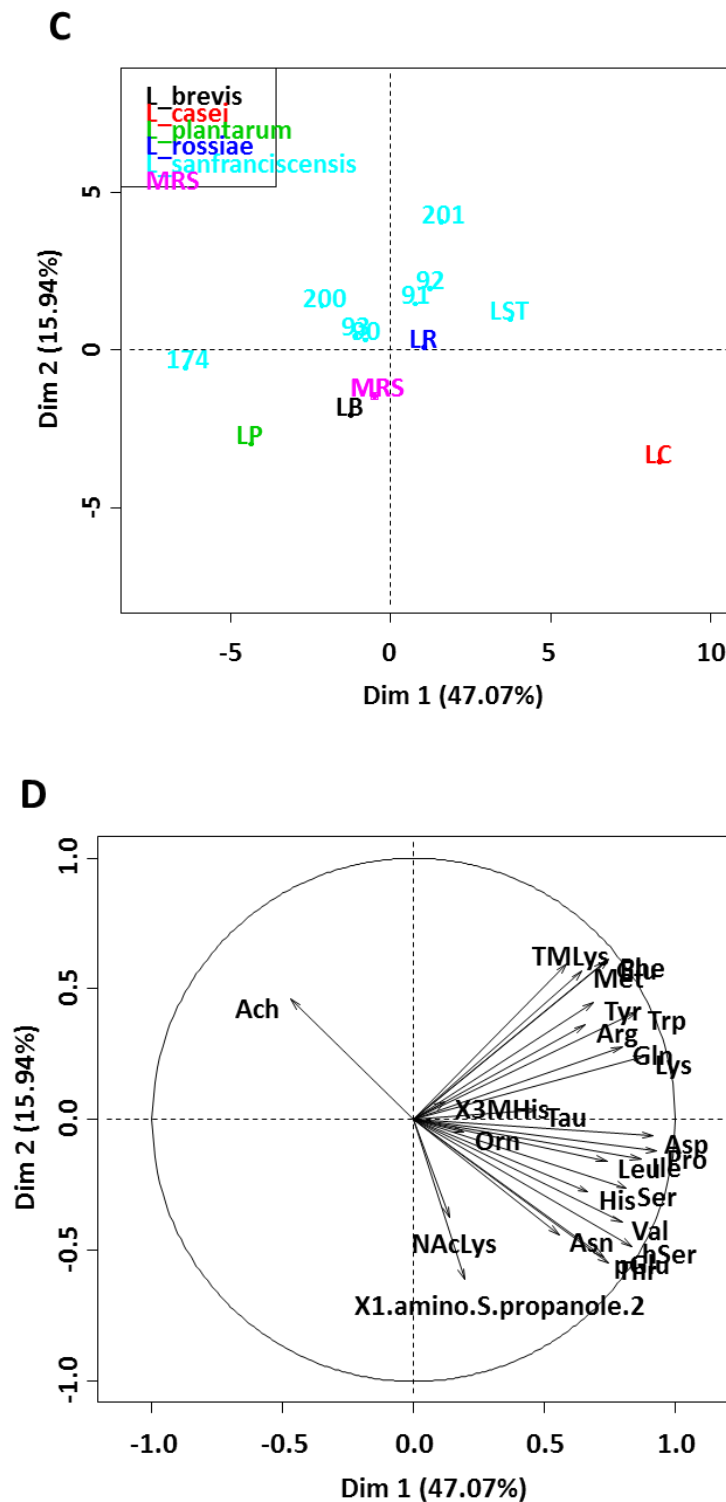 C
L_brevis
L_casei
L_plantarum
L_rossiae
L_sanfranciscensis
MRS
5
0
-5
Dim 2 (15.94%)
201
92
91
200
LST
93
90
LR
174
MRS
LB
LP
LC
-5 0 5 10
Dim 1 (47.07%)
D
1.0
0.5
0.0
-0.5
-1.0
Dim 2 (15.94%)
TMLys
Phe
Glu
Met
Ach
Tyr
Trp
Arg
Gln
Lys
X3MHis
Tau
Orn
Asp
Pro
Leu
Ile
His
Ser
Val
Asn
hSer
NAcLys
pGlu
Thr
X1.amino.S.propanole.2
-1.0 -0.5 0.0 0.5 1.0
Dim 1 (47.07%)